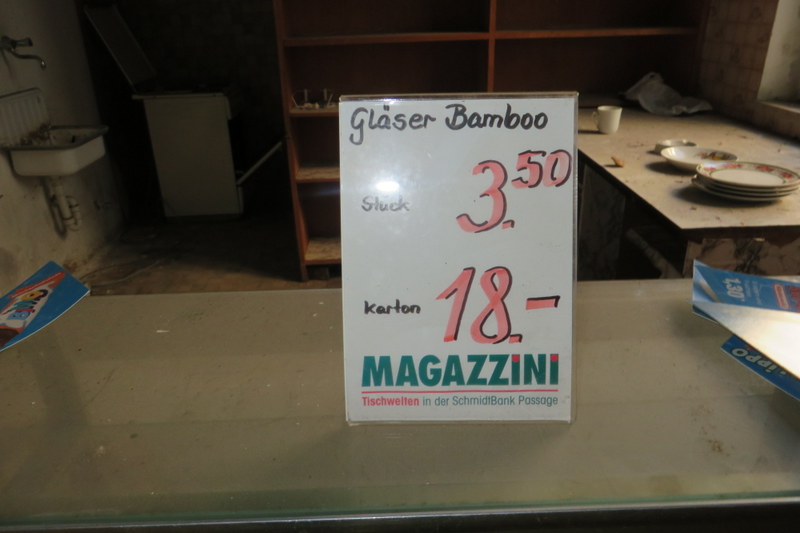 Gläser Bamboo
Stück 3.50
Karton 18.-
MAGAZZINI
Tischwelten in der SchmidtBank Passage